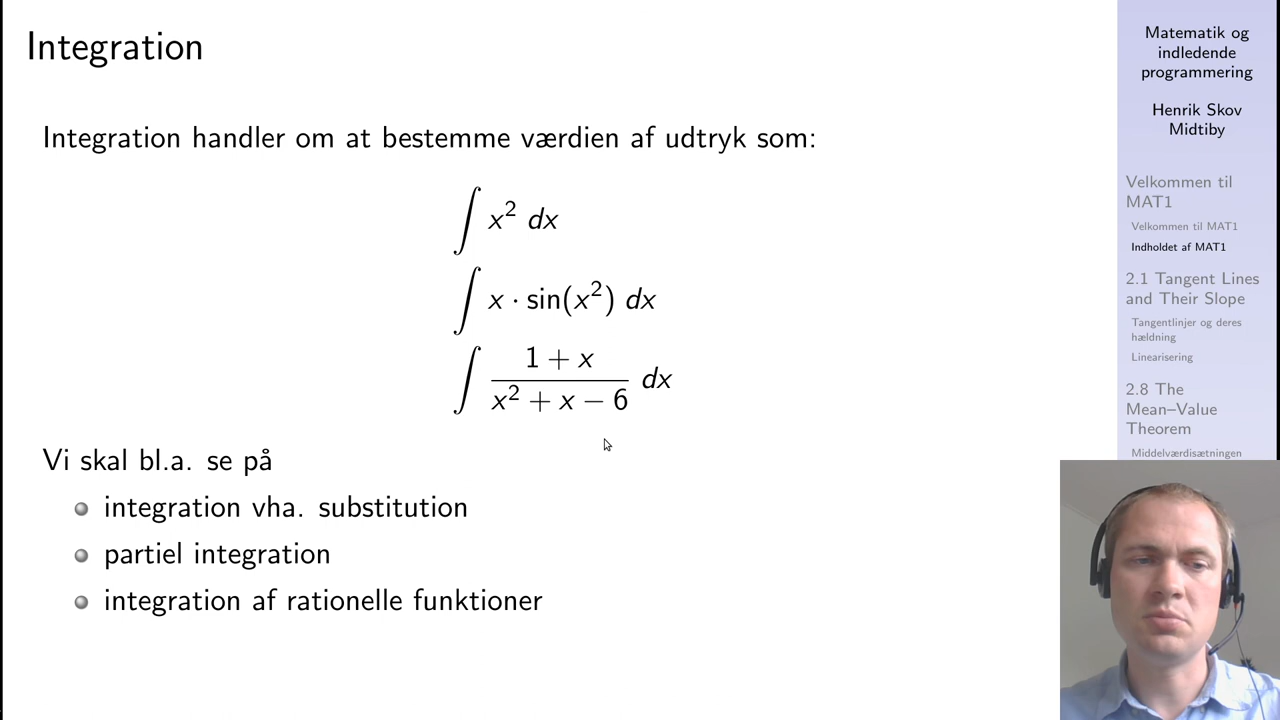 Integration
Integration handler om at bestemme værdien af udtryk som:
∫ x² dx
∫ x · sin(x²) dx
∫ (1 + x)/(x² + x − 6) dx
Vi skal bl.a. se på
integration vha. substitution
partiel integration
integration af rationelle funktioner
Matematik og
indledende
programmering
Henrik Skov
Midtiby
Velkommen til
MAT1
Velkommen til MAT1
Indholdet af MAT1
2.1 Tangent Lines
and Their Slope
Tangentlinjer og deres
hældning
Linearisering
2.8 The
Mean–Value
Theorem
Middelværdisætningen